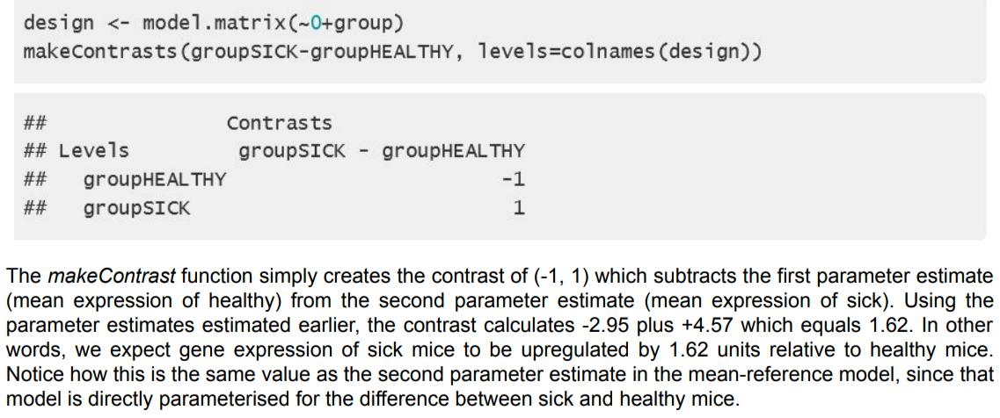 design <- model.matrix(~0+group)
makeContrasts(groupSICK-groupHEALTHY, levels=colnames(design))
##              Contrasts
## Levels        groupSICK - groupHEALTHY
##   groupHEALTHY                      -1
##   groupSICK                          1
The makeContrast function simply creates the contrast of (-1, 1) which subtracts the first parameter estimate
(mean expression of healthy) from the second parameter estimate (mean expression of sick). Using the
parameter estimates estimated earlier, the contrast calculates -2.95 plus +4.57 which equals 1.62. In other
words, we expect gene expression of sick mice to be upregulated by 1.62 units relative to healthy mice.
Notice how this is the same value as the second parameter estimate in the mean-reference model, since that
model is directly parameterised for the difference between sick and healthy mice.